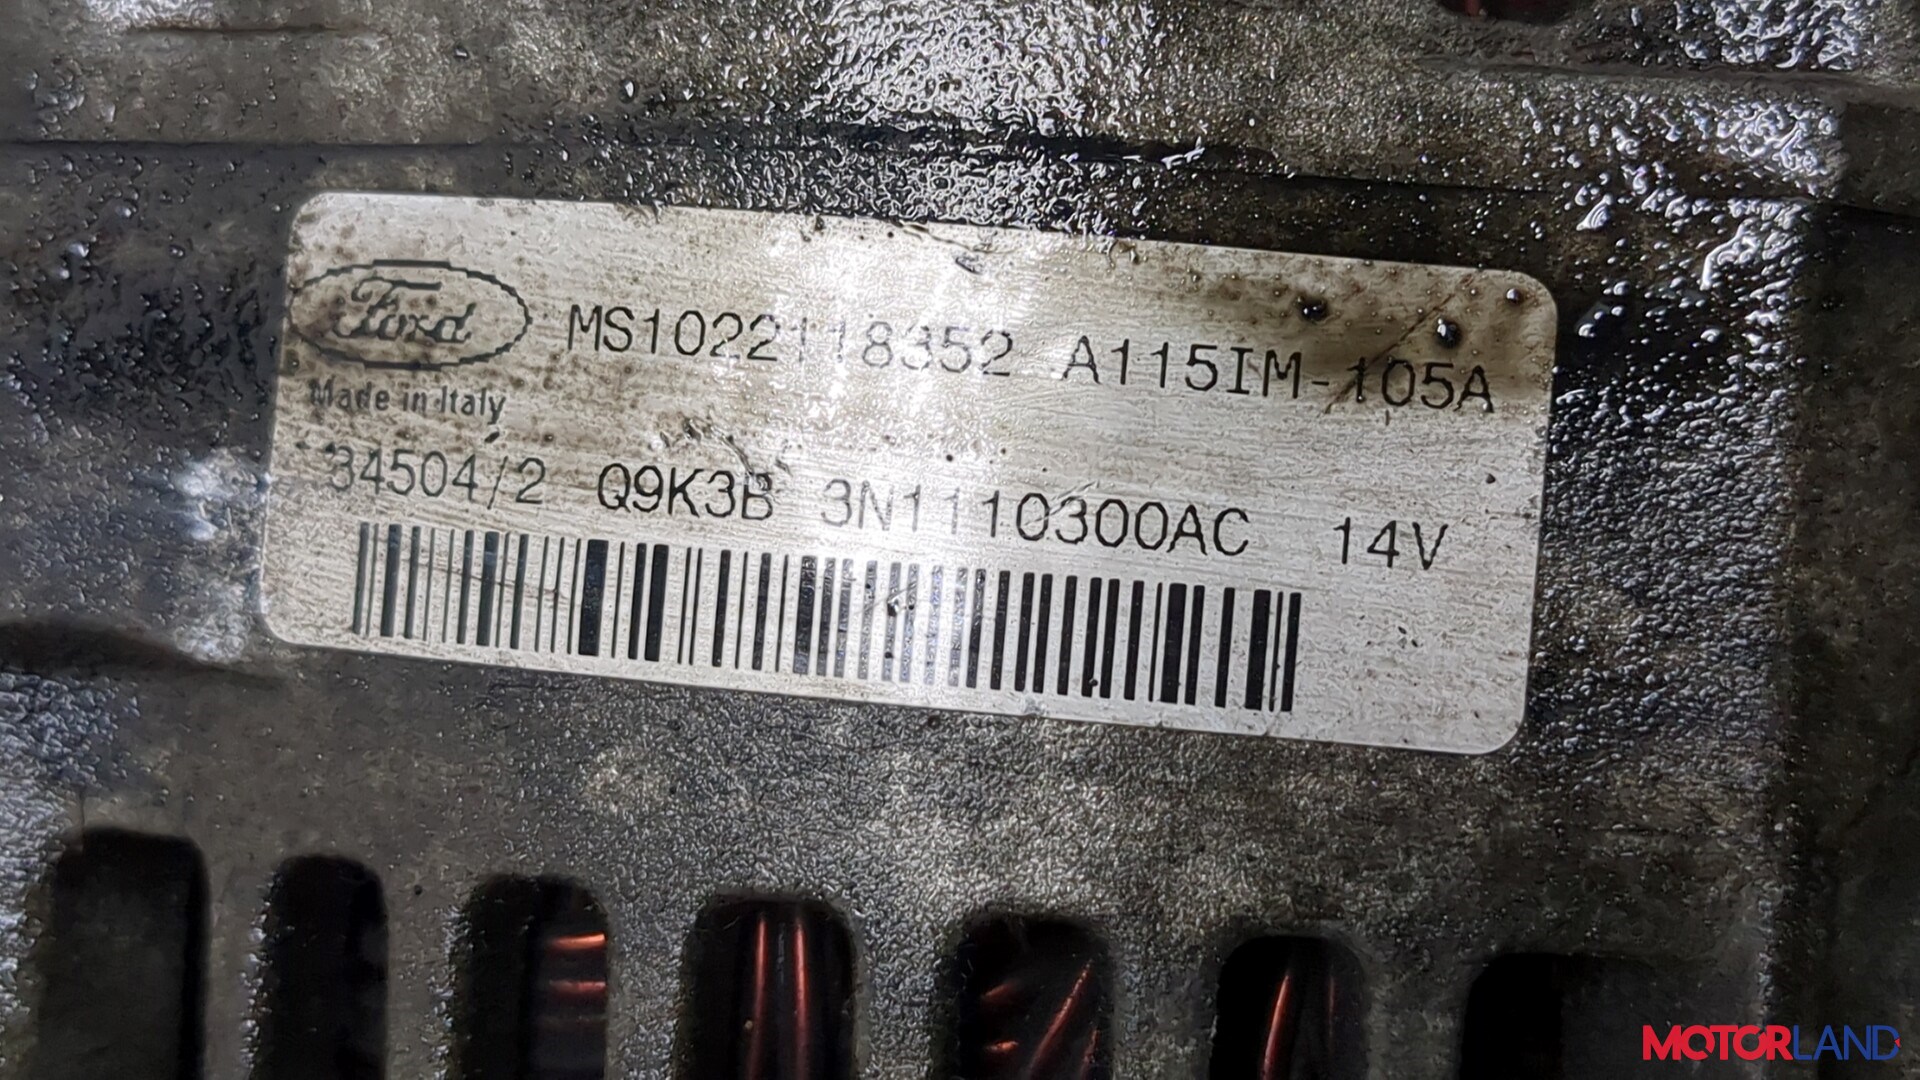 Ford MS1022118352 A115IM-105A
Made in Italy
34504/2 Q9K3B 3N1110300AC 14V
MOTORLAND